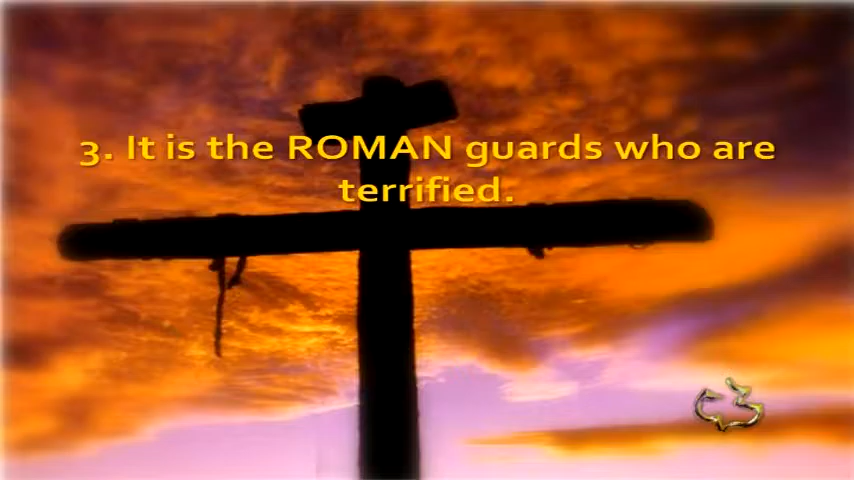 3. It is the ROMAN guards who are
terrified.